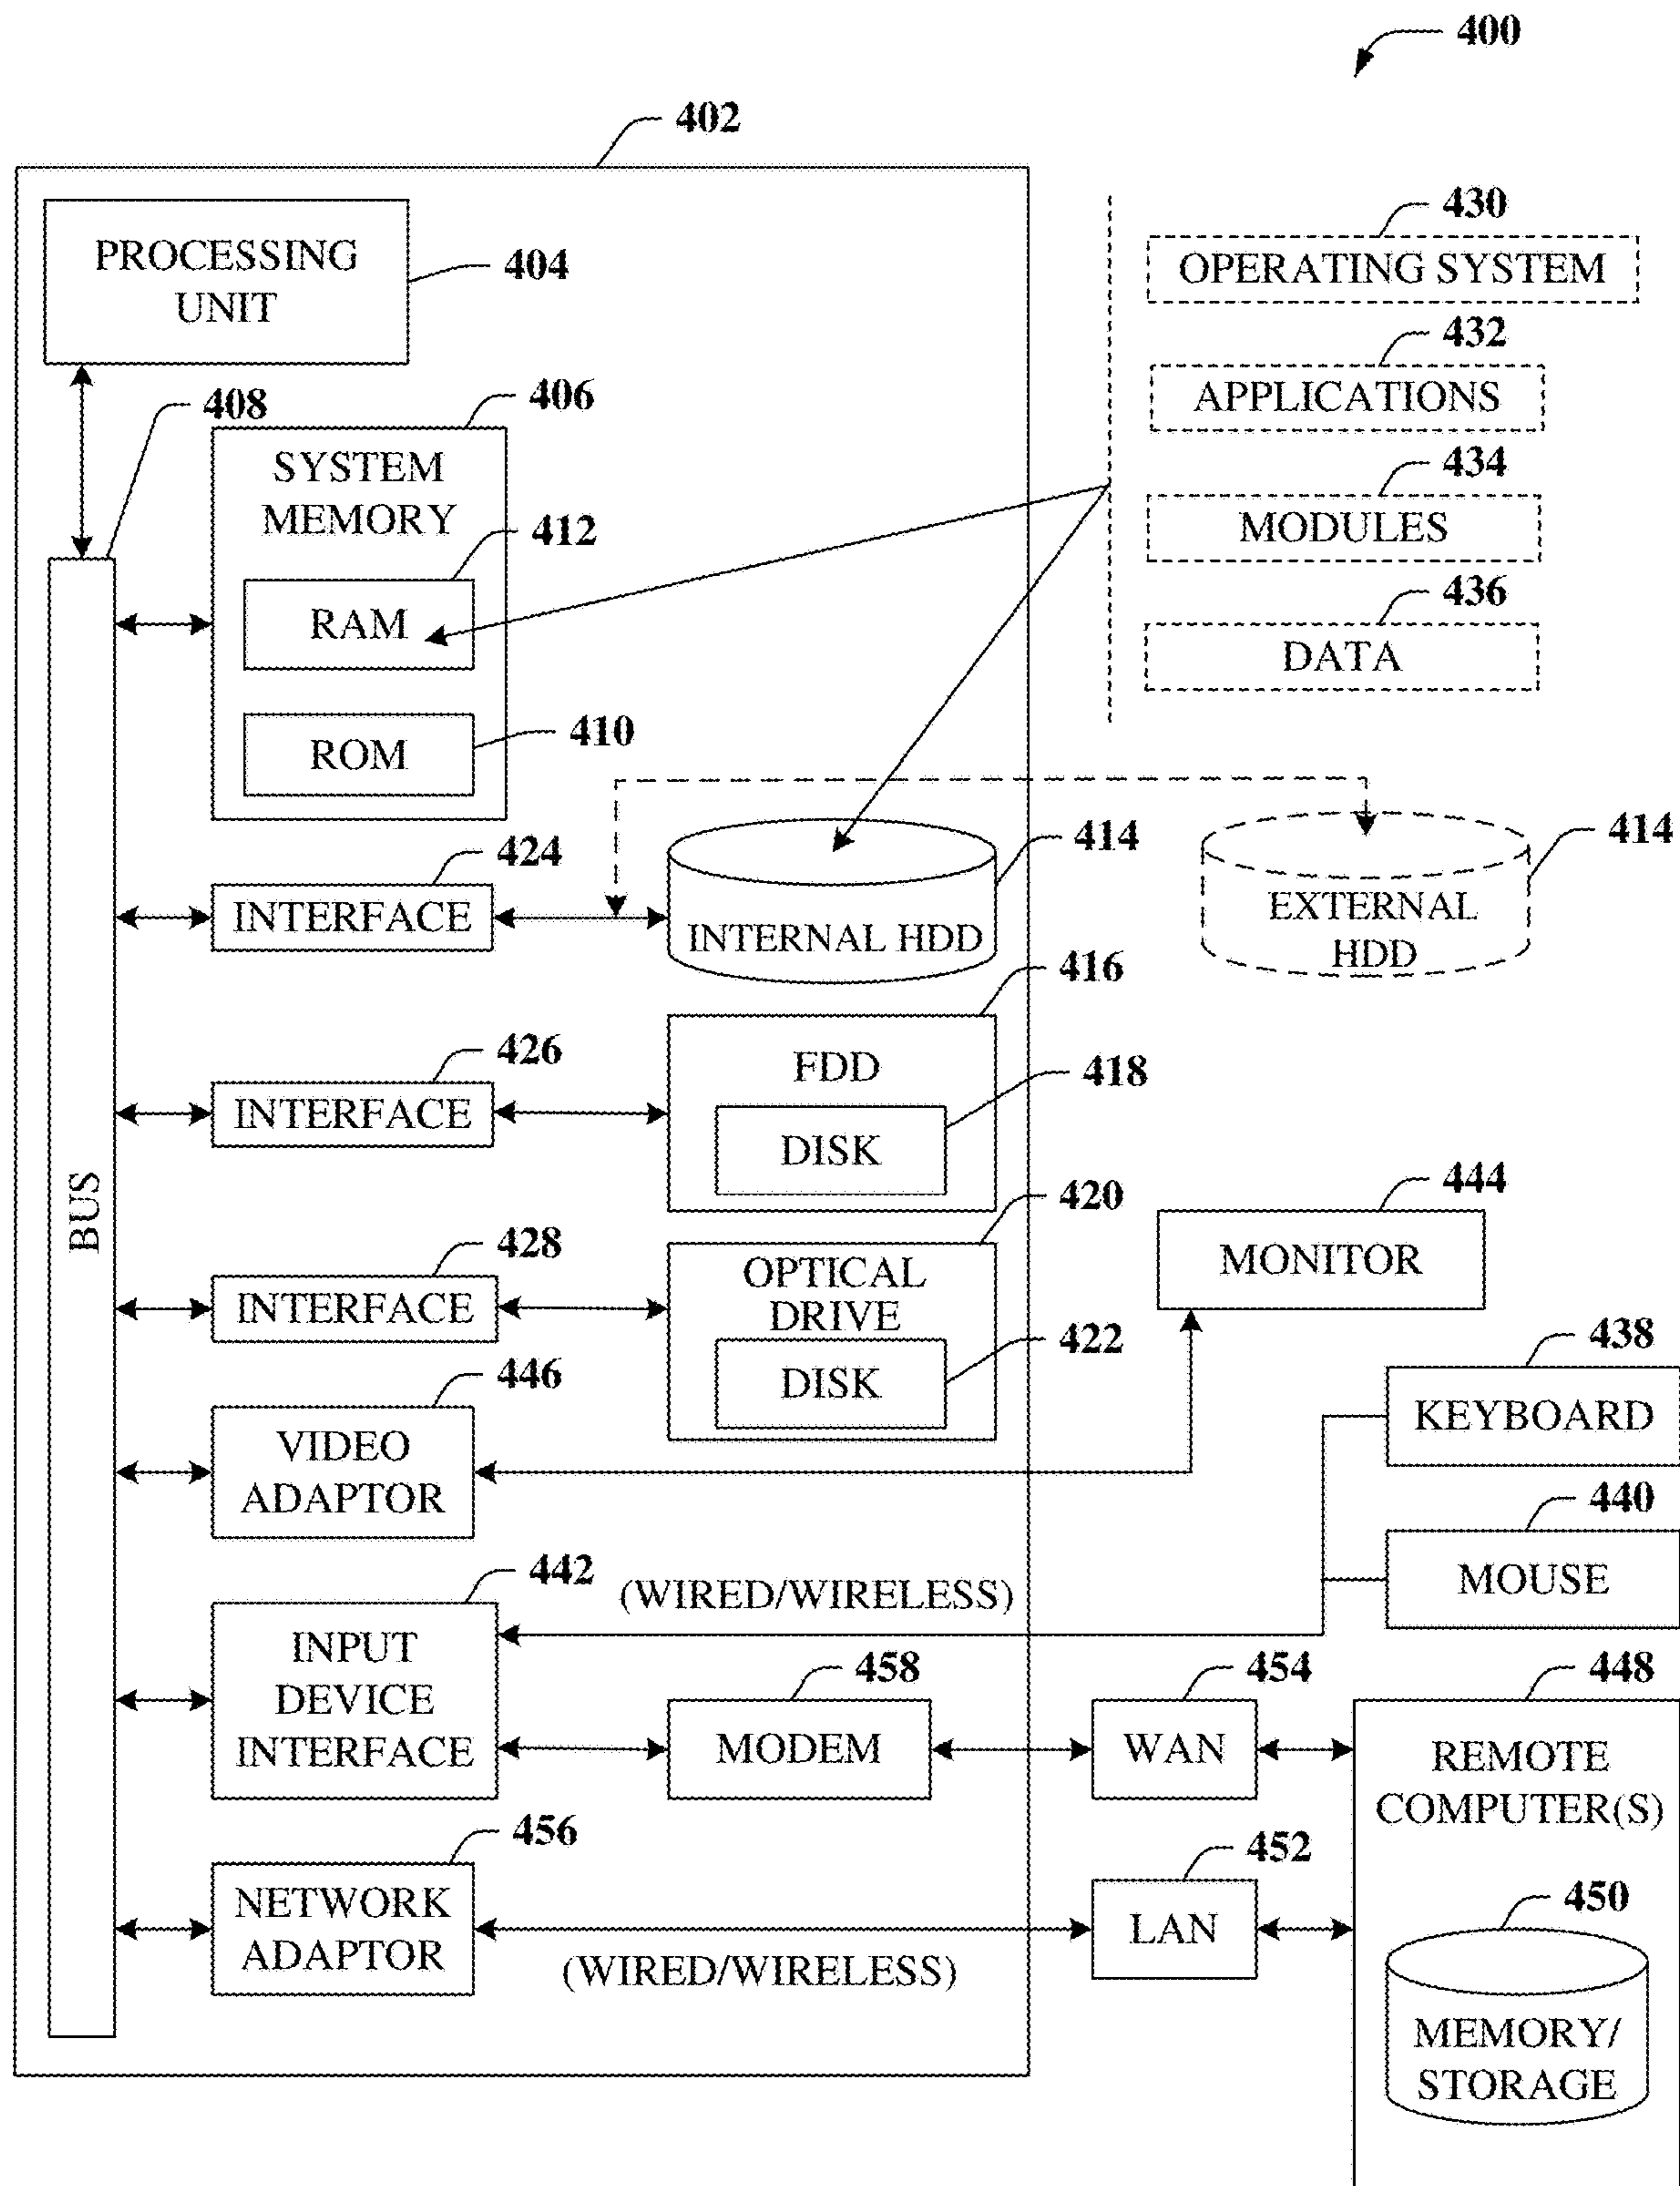 400
402
PROCESSING
UNIT
404
430
OPERATING SYSTEM
432
APPLICATIONS
434
MODULES
436
DATA
408
406
SYSTEM
MEMORY
412
RAM
410
ROM
424
INTERFACE
414
INTERNAL HDD
414
EXTERNAL
HDD
426
INTERFACE
416
FDD
418
DISK
BUS
428
INTERFACE
420
OPTICAL
DRIVE
422
DISK
444
MONITOR
446
VIDEO
ADAPTOR
438
KEYBOARD
440
MOUSE
442
(WIRED/WIRELESS)
INPUT
DEVICE
INTERFACE
458
MODEM
454
WAN
448
REMOTE
COMPUTER(S)
456
NETWORK
ADAPTOR
(WIRED/WIRELESS)
452
LAN
450
MEMORY/
STORAGE